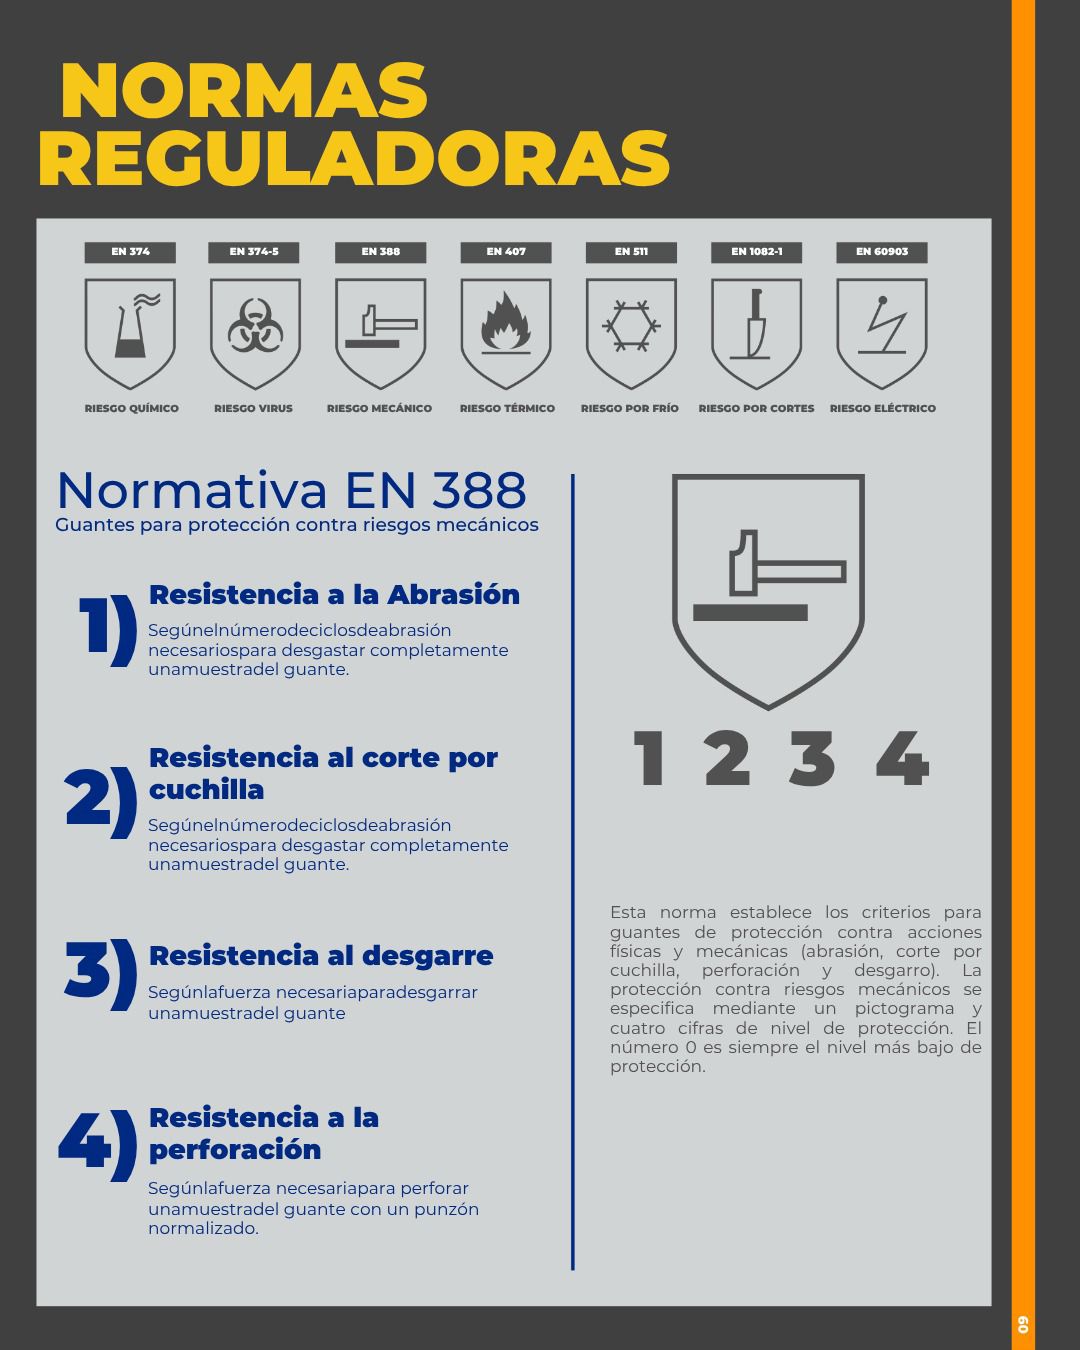 NORMAS
REGULADORAS
EN 374 EN 374-5 EN 388 EN 407 EN 511 EN 1082-1 EN 60903
RIESGO QUÍMICO RIESGO VIRUS RIESGO MECÁNICO RIESGO TÉRMICO RIESGO POR FRÍO RIESGO POR CORTES RIESGO ELÉCTRICO
Normativa EN 388
Guantes para protección contra riesgos mecánicos
1) Resistencia a la Abrasión
Segúnelnúmerodeciclosdeabrasión
necesariospara desgastar completamente
unamuestradel guante.
2) Resistencia al corte por
cuchilla
Segúnelnúmerodeciclosdeabrasión
necesariospara desgastar completamente
unamuestradel guante.
3) Resistencia al desgarre
Segúnlafuerza necesariaparadesgarrar
unamuestradel guante
4) Resistencia a la
perforación
Segúnlafuerza necesariapara perforar
unamuestradel guante con un punzón
normalizado.
1 2 3 4
Esta norma establece los criterios para
guantes de protección contra acciones
físicas y mecánicas (abrasión, corte por
cuchilla, perforación y desgarro). La
protección contra riesgos mecánicos se
especifica mediante un pictograma y
cuatro cifras de nivel de protección. El
número 0 es siempre el nivel más bajo de
protección.
09